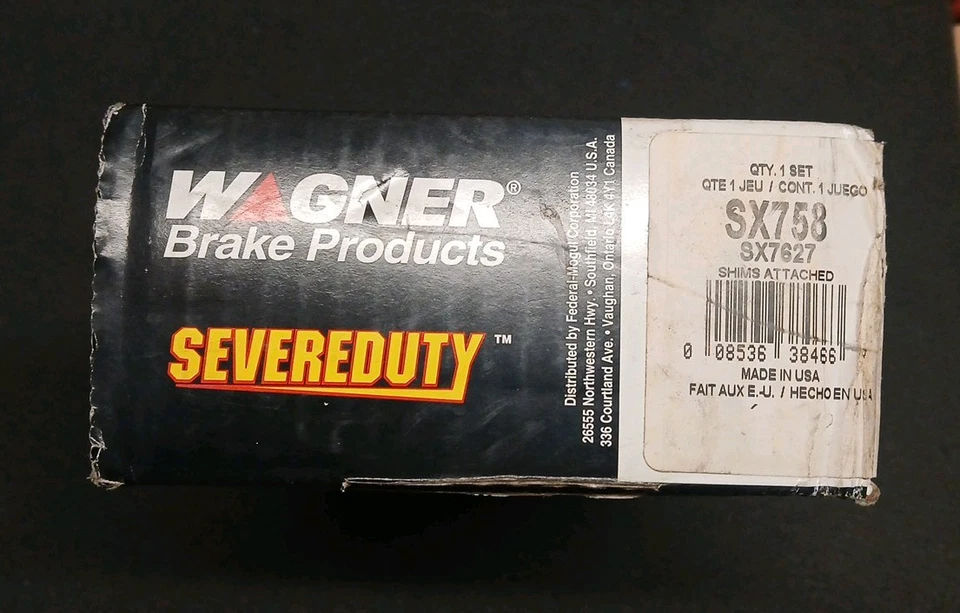 WAGNER®
Brake Products
SEVEREDUTY™
Distributed by Federal-Mogul Corporation
26555 Northwestern Hwy. • Southfield, MI 48034 U.S.A.
336 Courtland Ave. • Vaughan, Ontario L4K 4Y1 Canada
QTY. 1 SET
QTE 1 JEU / CONT. 1 JUEGO
SX758
SX7627
SHIMS ATTACHED
0 08536 38466
MADE IN USA
FAIT AUX E.-U. / HECHO EN USA